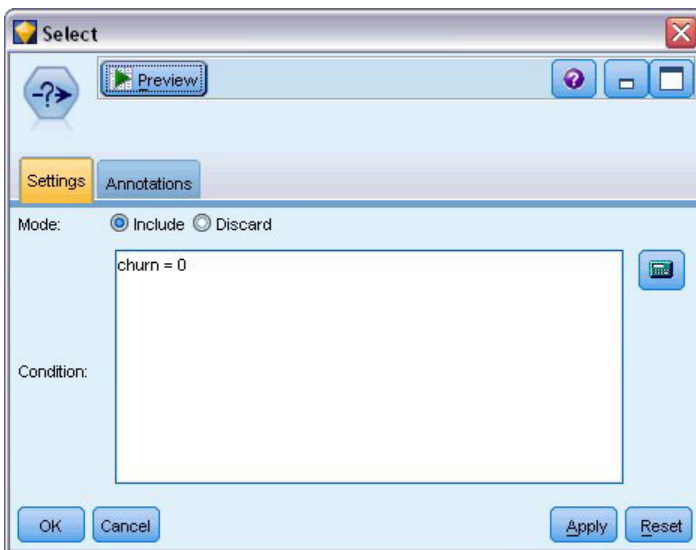 Select
Preview
Settings Annotations
Mode: Include Discard
churn = 0
Condition:
OK Cancel Apply Reset